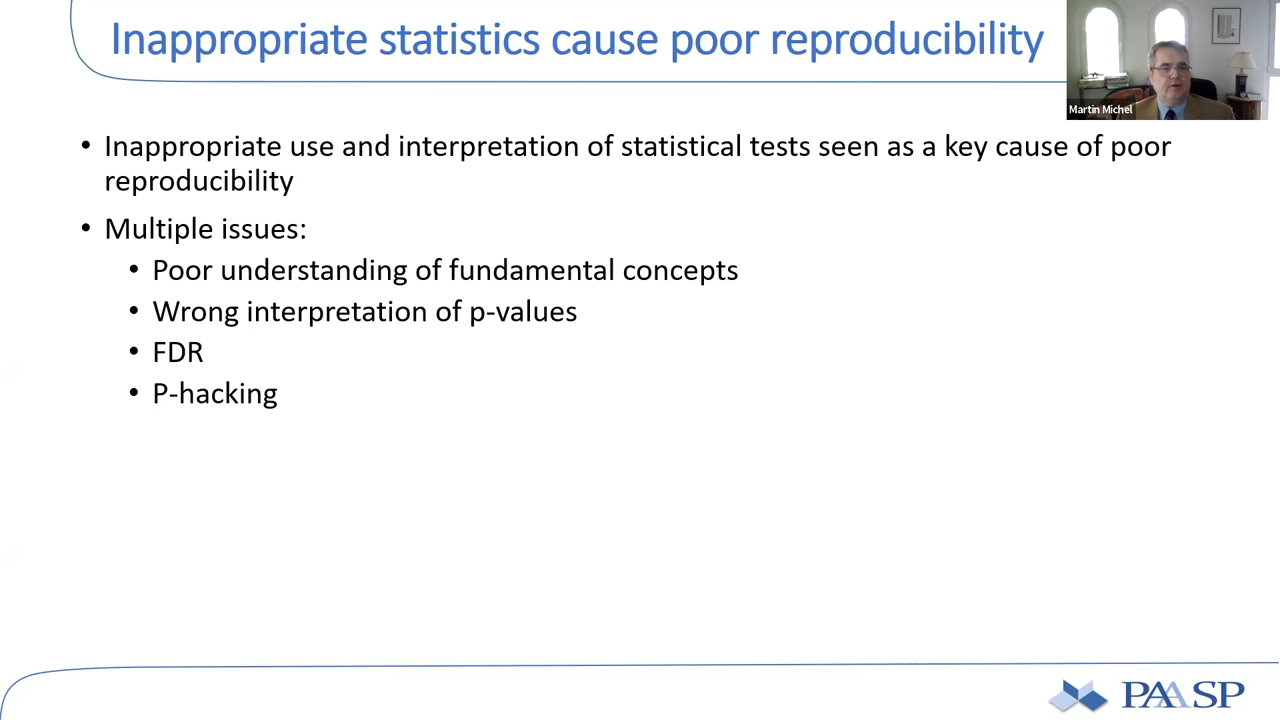 Inappropriate statistics cause poor reproducibility
Martin Michel
• Inappropriate use and interpretation of statistical tests seen as a key cause of poor
reproducibility
• Multiple issues:
• Poor understanding of fundamental concepts
• Wrong interpretation of p-values
• FDR
• P-hacking
PAASP